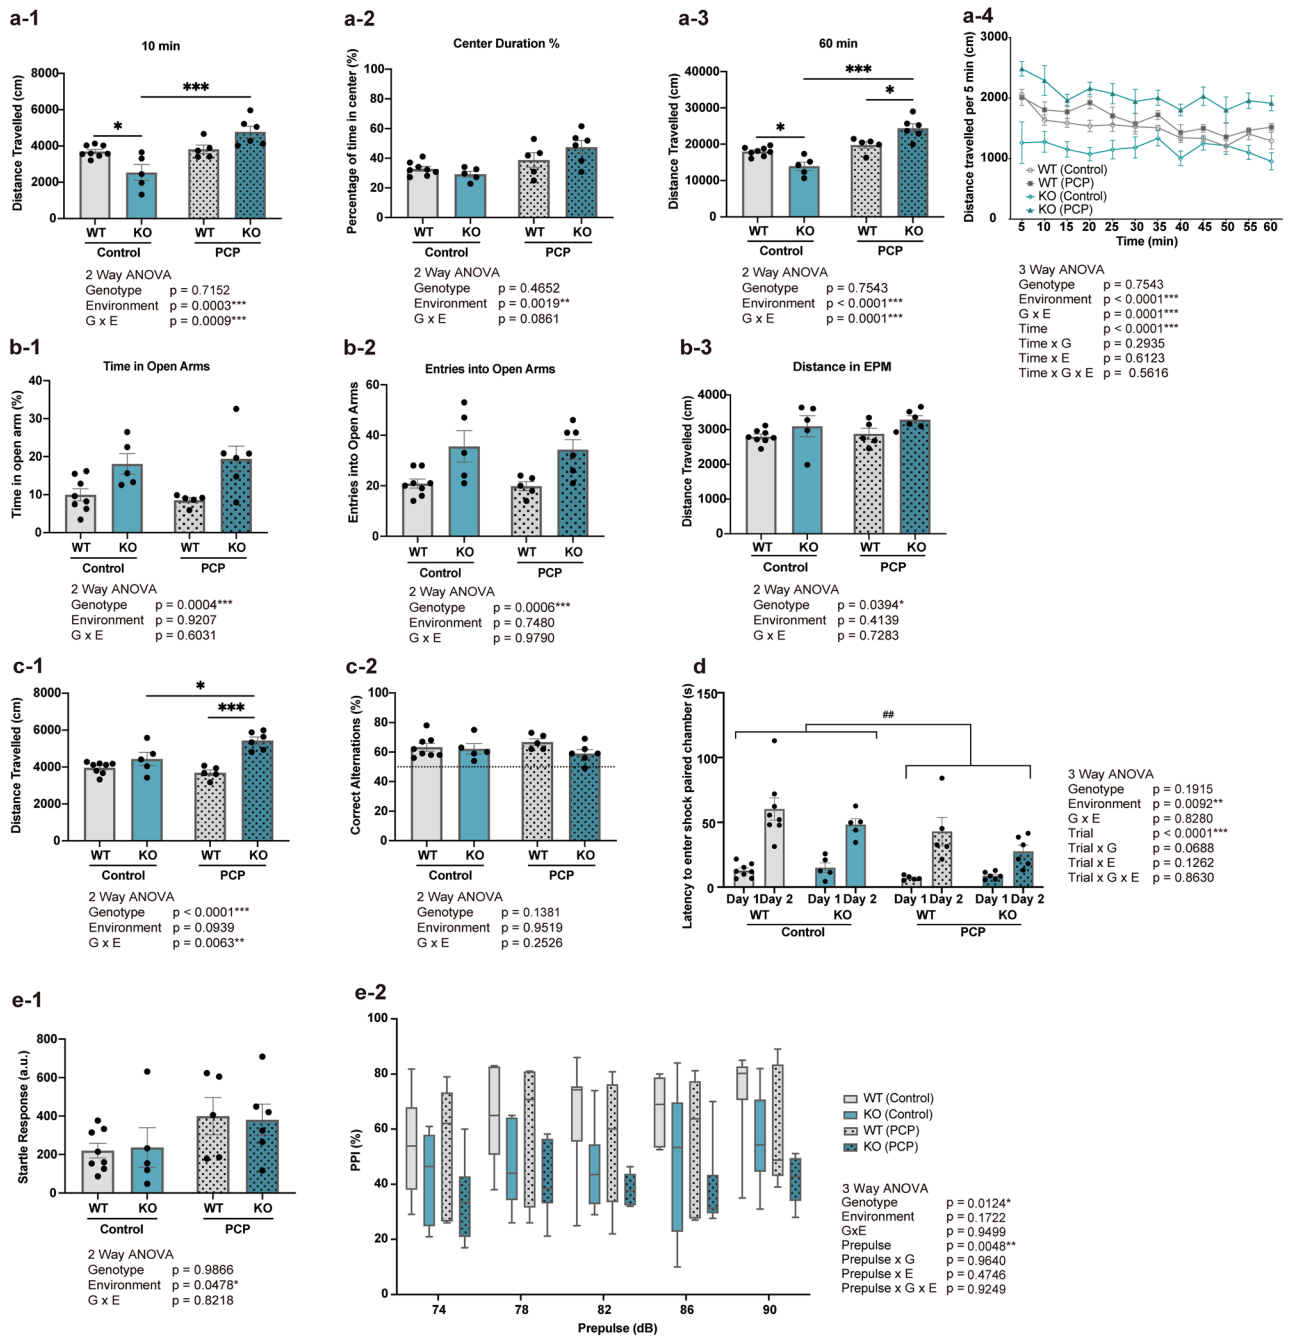 a-1
10 min
Distance Travelled (cm)
8000
6000
4000
2000
0
*
***
WT KO WT KO
Control PCP
2 Way ANOVA
Genotype p = 0.7152
Environment p = 0.0003***
G x E p = 0.0009***
a-2
Center Duration %
Percentage of time in center (%)
100
80
60
40
20
0
WT KO WT KO
Control PCP
2 Way ANOVA
Genotype p = 0.4652
Environment p = 0.0019**
G x E p = 0.0861
a-3
60 min
Distance Travelled (cm)
40000
30000
20000
10000
0
***
*
*
WT KO WT KO
Control PCP
2 Way ANOVA
Genotype p = 0.7543
Environment p < 0.0001***
G x E p = 0.0001***
a-4
Distance travelled per 5 min (cm)
3000
2000
1000
0
WT (Control)
WT (PCP)
KO (Control)
KO (PCP)
5 10 15 20 25 30 35 40 45 50 55 60
Time (min)
3 Way ANOVA
Genotype p = 0.7543
Environment p < 0.0001***
G x E p = 0.0001***
Time p < 0.0001***
Time x G p = 0.2935
Time x E p = 0.6123
Time x G x E p = 0.5616
b-1
Time in Open Arms
Time in open arm (%)
40
30
20
10
0
WT KO WT KO
Control PCP
2 Way ANOVA
Genotype p = 0.0004***
Environment p = 0.9207
G x E p = 0.6031
b-2
Entries into Open Arms
Entries into Open Arms
60
40
20
0
WT KO WT KO
Control PCP
2 Way ANOVA
Genotype p = 0.0006***
Environment p = 0.7480
G x E p = 0.9790
b-3
Distance in EPM
Distance Travelled (cm)
4000
3000
2000
1000
0
WT KO WT KO
Control PCP
2 Way ANOVA
Genotype p = 0.0394*
Environment p = 0.4139
G x E p = 0.7283
c-1
Distance Travelled (cm)
8000
6000
4000
2000
0
*
***
WT KO WT KO
Control PCP
2 Way ANOVA
Genotype p < 0.0001***
Environment p = 0.0939
G x E p = 0.0063**
c-2
Correct Alternations (%)
100
80
60
40
20
0
WT KO WT KO
Control PCP
2 Way ANOVA
Genotype p = 0.1381
Environment p = 0.9519
G x E p = 0.2526
d
Latency to enter shock paired chamber (s)
150
100
50
0
##
Day 1 Day 2 Day 1 Day 2 Day 1 Day 2 Day 1 Day 2
WT KO WT KO
Control PCP
3 Way ANOVA
Genotype p = 0.1915
Environment p = 0.0092**
G x E p = 0.8280
Trial p < 0.0001***
Trial x G p = 0.0688
Trial x E p = 0.1262
Trial x G x E p = 0.8630
e-1
Startle Response (a.u.)
800
600
400
200
0
WT KO WT KO
Control PCP
2 Way ANOVA
Genotype p = 0.9866
Environment p = 0.0478*
G x E p = 0.8218
e-2
PPI (%)
100
80
60
40
20
0
74 78 82 86 90
Prepulse (dB)
WT (Control)
KO (Control)
WT (PCP)
KO (PCP)
3 Way ANOVA
Genotype p = 0.0124*
Environment p = 0.1722
GxE p = 0.9499
Prepulse p = 0.0048**
Prepulse x G p = 0.9640
Prepulse x E p = 0.4746
Prepulse x G x E p = 0.9249